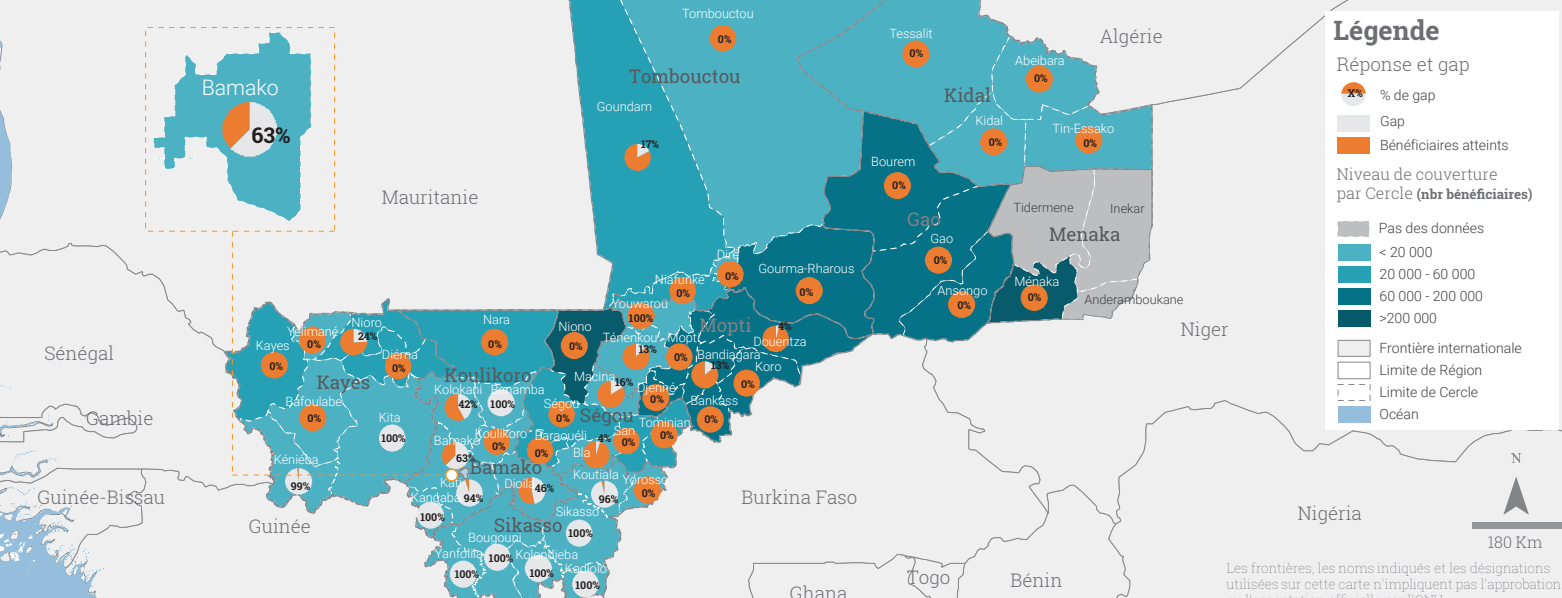 Tombouctou
0%
Tombouctou
Goundam
17%
Tessalit
0%
Algérie
Abeibara
0%
Kidal
Kidal
0%
Tin-Essako
0%
Bamako
63%
Mauritanie
Bourem
0%
Gao
Gao
0%
Tidermene
Inekar
Menaka
Ménaka
0%
Anderamboukane
Ansongo
0%
Gourma-Rharous
0%
Diré
0%
Niafunke
0%
Youwarou
100%
Mopti
4%
Douentza
Niono
0%
Ténenkou
13%
Mopti
0%
Bandiagara
13%
Koro
0%
Macina
16%
Djenné
0%
Bankass
0%
Nara
0%
Nioro
24%
Yélimané
0%
Kayes
0%
Diéma
0%
Kayes
Koulikoro
Kolokani
42%
Banamba
100%
Bafoulabe
0%
Kita
100%
Ségou
0%
Ségou
Tominian
0%
San
0%
Bla
4%
Baraouéli
0%
Koulikoro
0%
Bamako
63%
Bamako
Kéniéba
99%
Kati
94%
Dioila
46%
Koutiala
96%
Yorosso
0%
Kangaba
100%
Sikasso
Sikasso
100%
Bougouni
100%
Yanfolila
100%
Kolondieba
100%
Kadiolo
100%
Sénégal
Gambie
Guinée-Bissau
Guinée
Burkina Faso
Niger
Nigéria
Ghana
Togo
Bénin
Légende
Réponse et gap
X%
% de gap
Gap
Bénéficiaires atteints
Niveau de couverture
par Cercle (nbr bénéficiaires)
Pas des données
< 20 000
20 000 - 60 000
60 000 - 200 000
>200 000
Frontière internationale
Limite de Région
Limite de Cercle
Océan
N
180 Km
Les frontières, les noms indiqués et les désignations
utilisées sur cette carte n'impliquent pas l'approbation